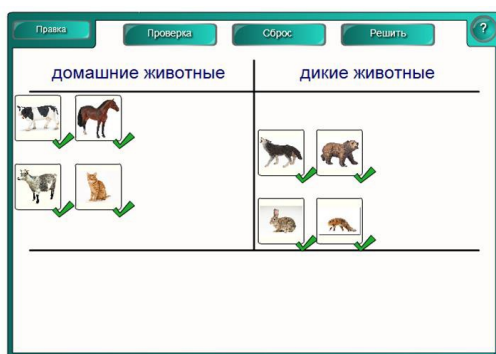 Правка
Проверка
Сброс
Решить
?
домашние животные
дикие животные